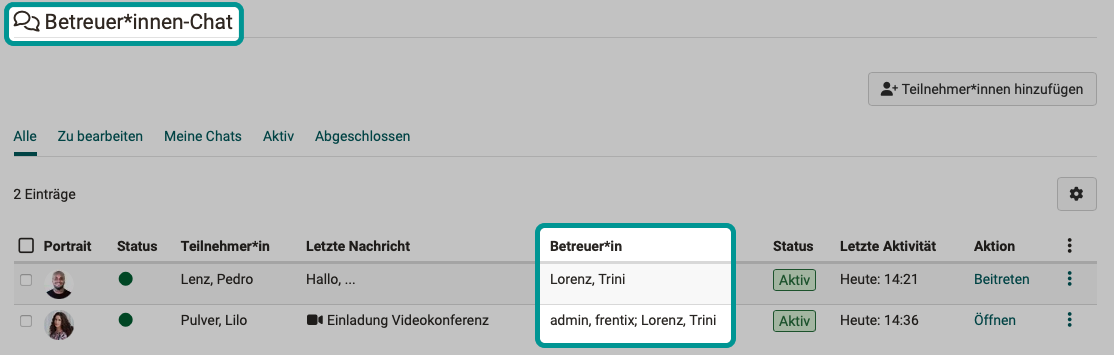 Betreuer*innen-Chat
Teilnehmer*innen hinzufügen
Alle Zu bearbeiten Meine Chats Aktiv Abgeschlossen
2 Einträge
Portrait Status Teilnehmer*in Letzte Nachricht Betreuer*in Status Letzte Aktivität Aktion
Lenz, Pedro Hallo, ... Lorenz, Trini Aktiv Heute: 14:21 Beitreten
Pulver, Lilo Einladung Videokonferenz admin, frentix; Lorenz, Trini Aktiv Heute: 14:36 Öffnen